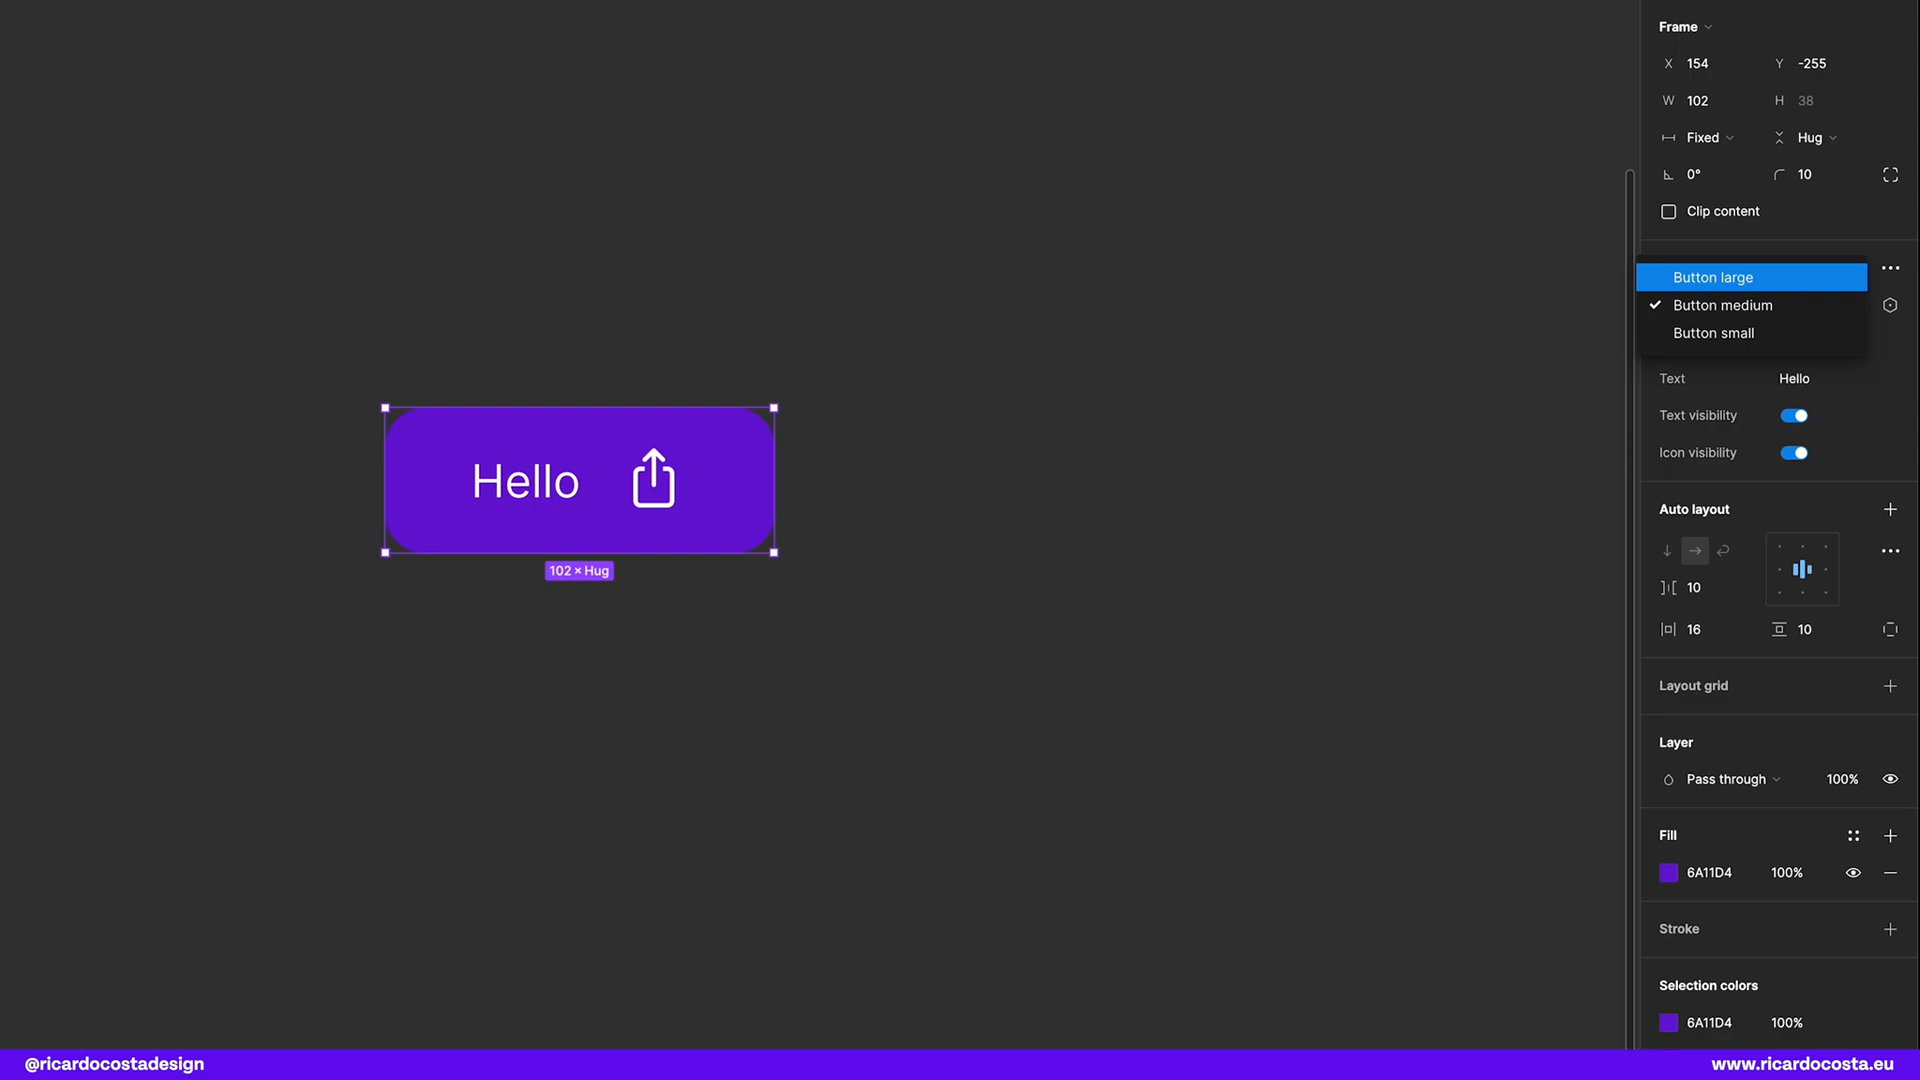 Frame
X 154 Y -255
W 102 H 38
Fixed Hug
0° 10
Clip content
Button large
Button medium
Button small
Text Hello
Text visibility
Icon visibility
Hello
102 × Hug
Auto layout
10
16 10
Layout grid
Layer
Pass through 100%
Fill
6A11D4 100%
Stroke
Selection colors
6A11D4 100%
@ricardocostadesign www.ricardocosta.eu